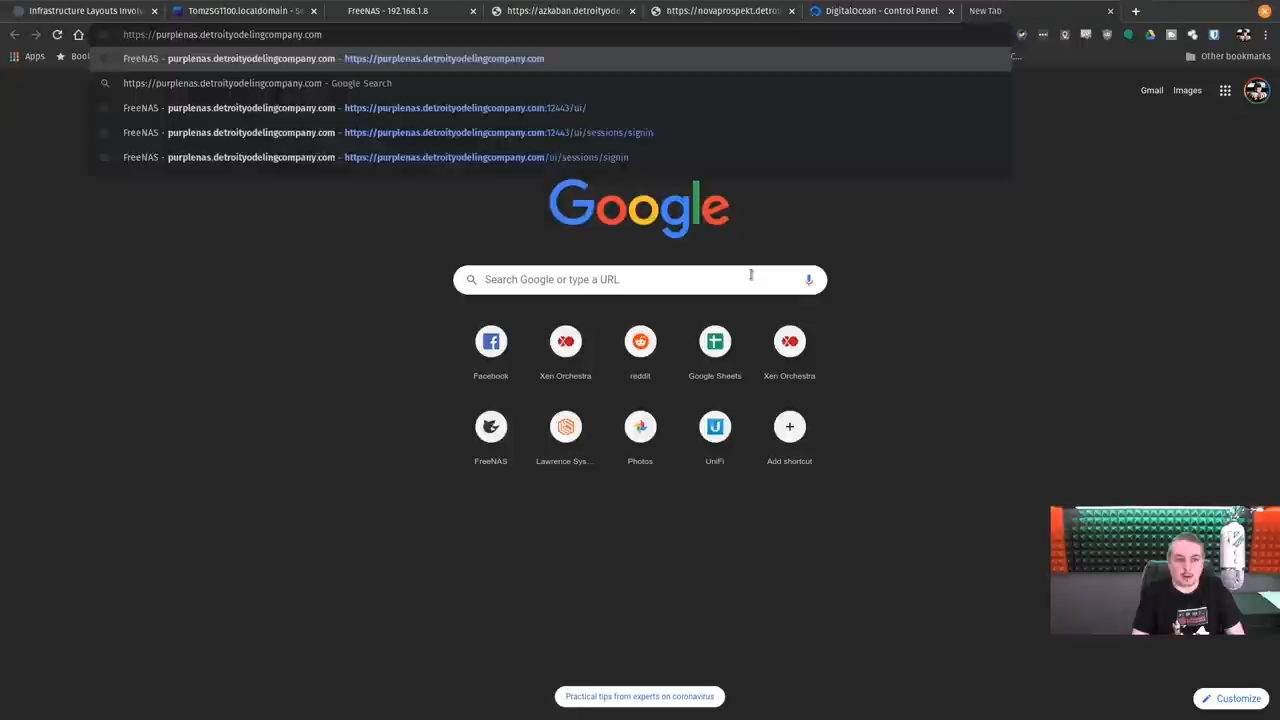 Infrastructure Layouts Involv
TomzSG1100.localdomain - S
FreeNAS - 192.168.1.8
https://azkaban.detroityodel
https://novaprospekt.detro
DigitalOcean - Control Panel
New Tab
https://purplenas.detroityodelingcompany.com
Apps
Boo
C...
Other bookmarks
FreeNAS - purplenas.detroityodelingcompany.com - https://purplenas.detroityodelingcompany.com
https://purplenas.detroityodelingcompany.com - Google Search
FreeNAS - purplenas.detroityodelingcompany.com - https://purplenas.detroityodelingcompany.com:12443/ui/
FreeNAS - purplenas.detroityodelingcompany.com - https://purplenas.detroityodelingcompany.com:12443/ui/sessions/signin
FreeNAS - purplenas.detroityodelingcompany.com - https://purplenas.detroityodelingcompany.com/ui/sessions/signin
Gmail
Images
Google
Search Google or type a URL
Facebook
Xen Orchestra
reddit
Google Sheets
Xen Orchestra
FreeNAS
Lawrence Sys...
Photos
UniFi
Add shortcut
Practical tips from experts on coronavirus
Customize